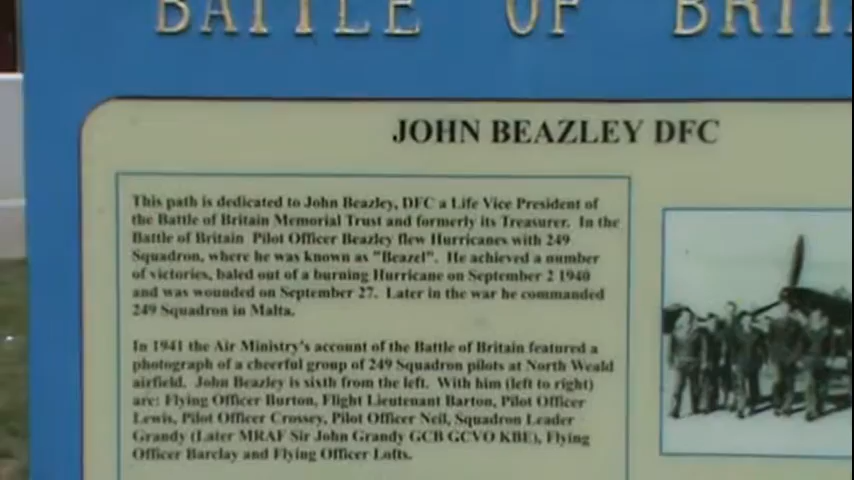 BATTLE OF
JOHN BEAZLEY DFC
This path is dedicated to John Beazley, DFC a Life Vice President of
the Battle of Britain Memorial Trust and formerly its Treasurer. In the
Battle of Britain Pilot Officer Beazley flew Hurricanes with 249
Squadron, where he was known as "Beazel". He achieved a number
of victories, baled out of a burning Hurricane on September 2 1940
and was wounded on September 27. Later in the war he commanded
249 Squadron in Malta.
In 1941 the Air Ministry's account of the Battle of Britain featured a
photograph of a cheerful group of 249 Squadron pilots at North Weald
airfield. John Beazley is sixth from the left. With him (left to right)
are: Flying Officer Burton, Flight Lieutenant Barton, Pilot Officer
Lewis, Pilot Officer Crossey, Pilot Officer Neil, Squadron Leader
Grandy (Later MRAF Sir John Grandy GCB GCVO KBE), Flying
Officer Barclay and Flying Officer Lofts.